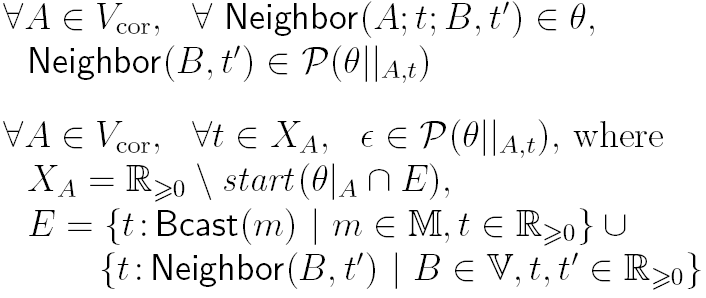 ∀A ∈ V_cor, ∀ Neighbor(A; t; B, t′) ∈ θ,
Neighbor(B, t′) ∈ 𝒫(θ||_{A,t})
∀A ∈ V_cor, ∀t ∈ X_A, ϵ ∈ 𝒫(θ||_{A,t}), where
X_A = ℝ_{⩾0} \ start(θ|_A ∩ E),
E = {t : Bcast(m) | m ∈ 𝕄, t ∈ ℝ_{⩾0}} ∪
{t : Neighbor(B, t′) | B ∈ 𝕍, t, t′ ∈ ℝ_{⩾0}}